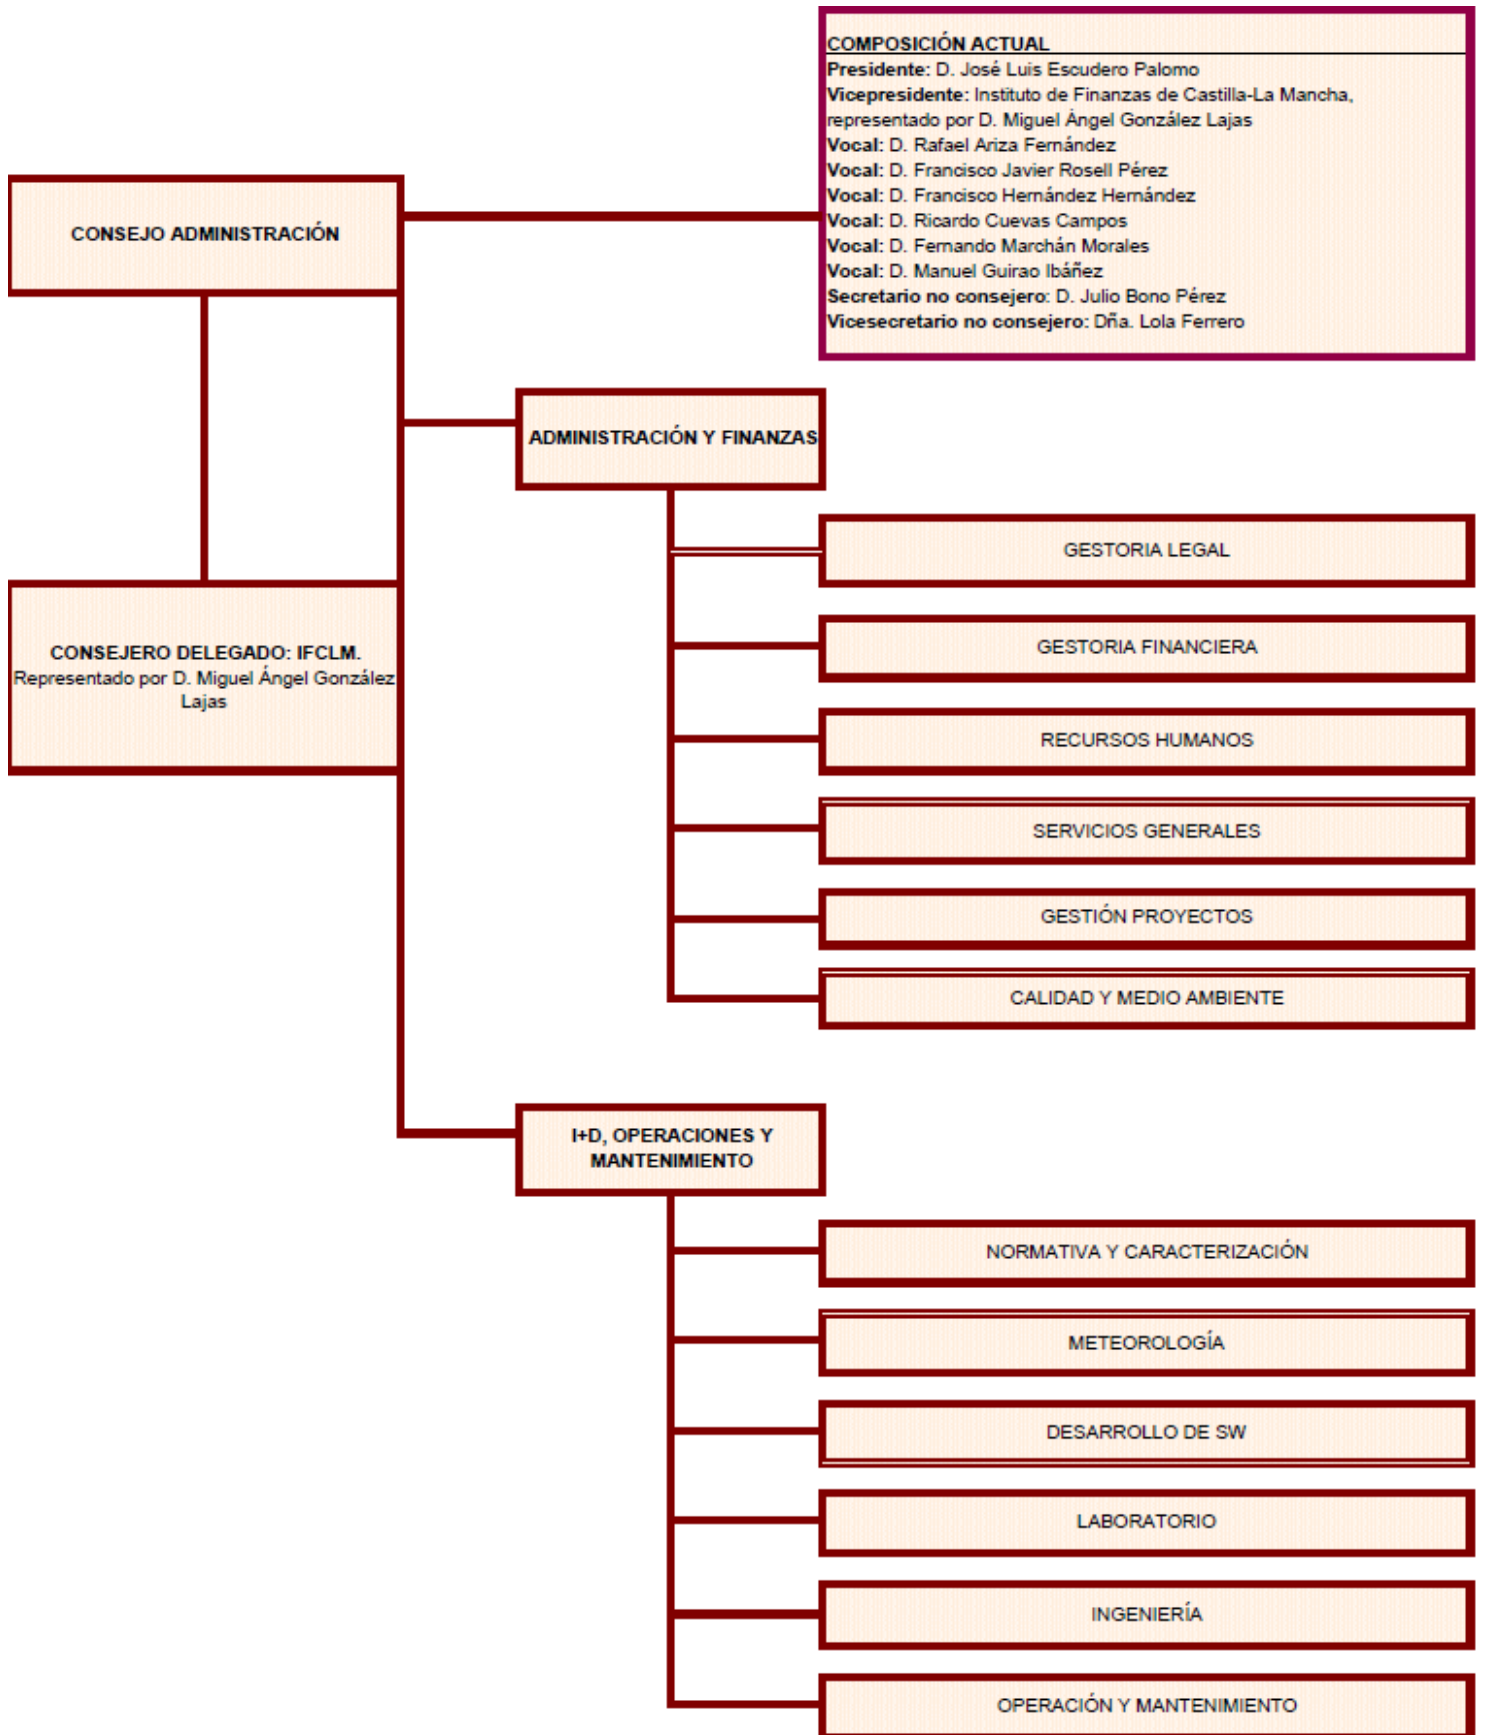 COMPOSICIÓN ACTUAL
Presidente: D. José Luis Escudero Palomo
Vicepresidente: Instituto de Finanzas de Castilla-La Mancha,
representado por D. Miguel Ángel González Lajas
Vocal: D. Rafael Ariza Fernández
Vocal: D. Francisco Javier Rosell Pérez
Vocal: D. Francisco Hernández Hernández
Vocal: D. Ricardo Cuevas Campos
Vocal: D. Fernando Marchán Morales
Vocal: D. Manuel Guirao Ibáñez
Secretario no consejero: D. Julio Bono Pérez
Vicesecretario no consejero: Dña. Lola Ferrero
CONSEJO ADMINISTRACIÓN
CONSEJERO DELEGADO: IFCLM.
Representado por D. Miguel Ángel González
Lajas
ADMINISTRACIÓN Y FINANZAS
GESTORIA LEGAL
GESTORIA FINANCIERA
RECURSOS HUMANOS
SERVICIOS GENERALES
GESTIÓN PROYECTOS
CALIDAD Y MEDIO AMBIENTE
I+D, OPERACIONES Y
MANTENIMIENTO
NORMATIVA Y CARACTERIZACIÓN
METEOROLOGÍA
DESARROLLO DE SW
LABORATORIO
INGENIERÍA
OPERACIÓN Y MANTENIMIENTO